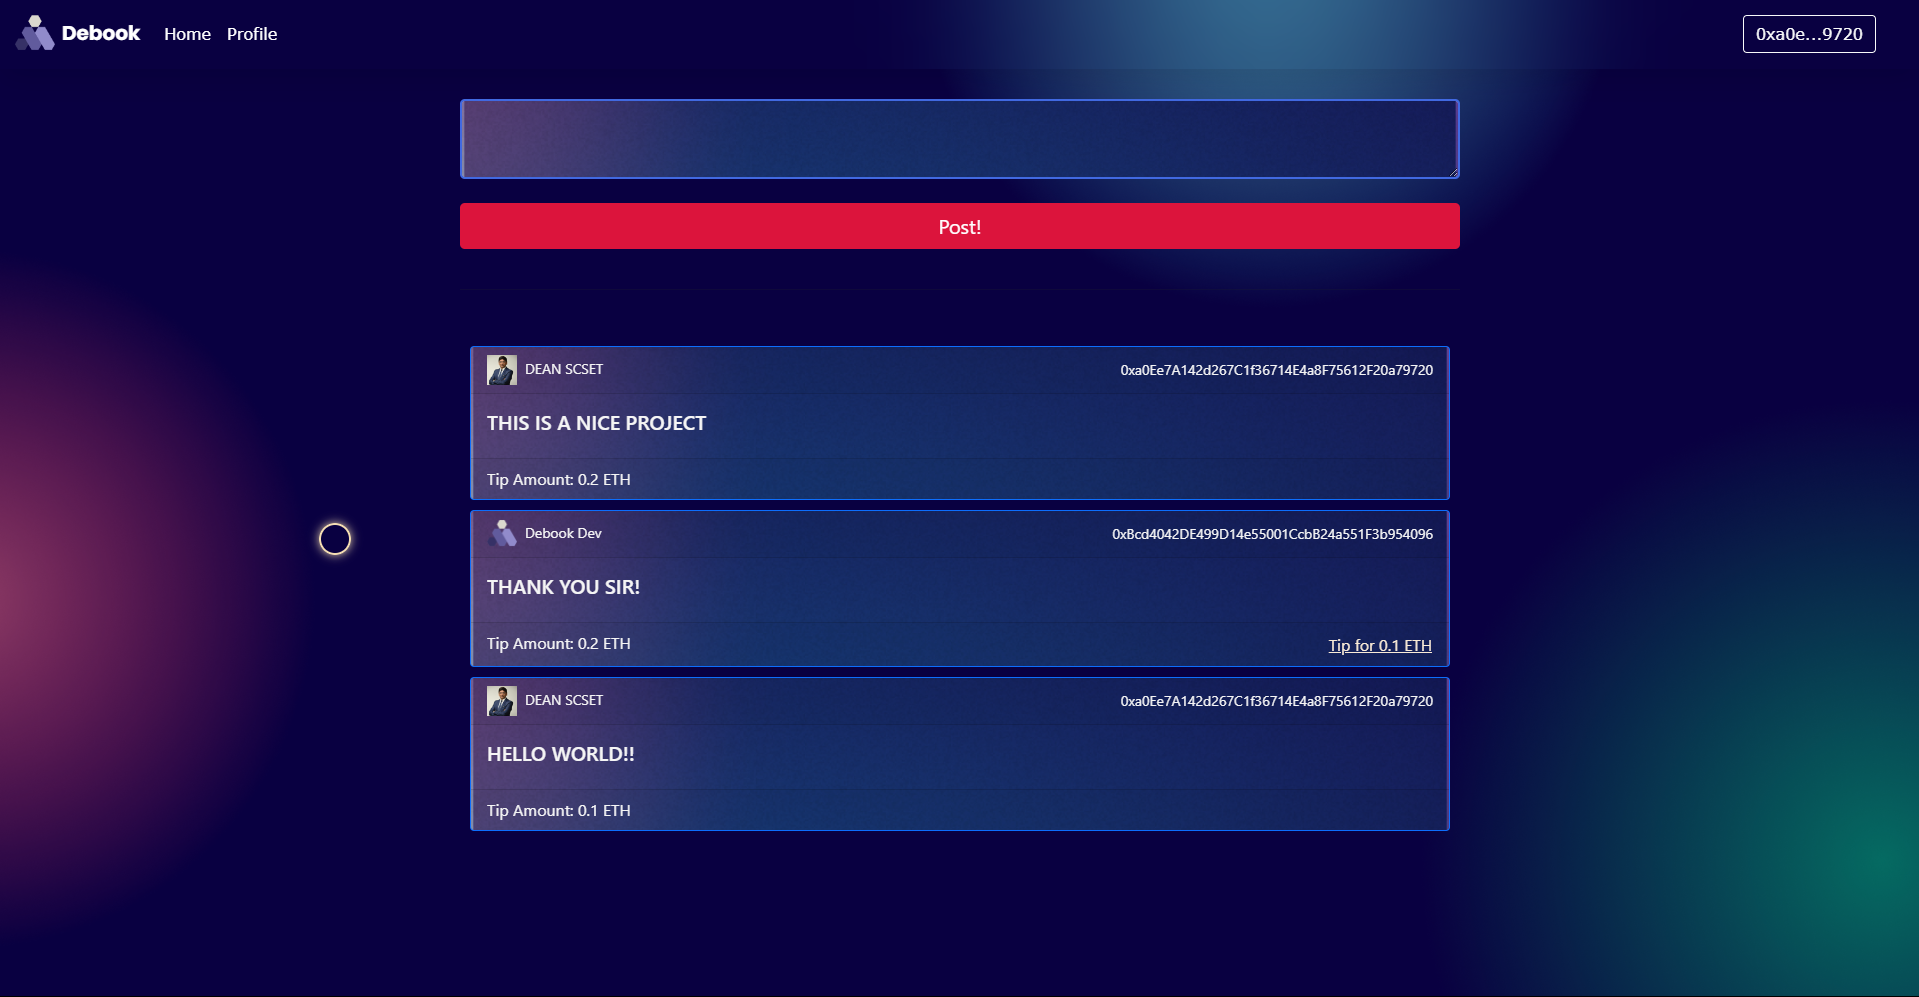 Debook Home Profile 0xa0e...9720
Post!
DEAN SCSET 0xa0Ee7A142d267C1f36714E4a8F75612F20a79720
THIS IS A NICE PROJECT
Tip Amount: 0.2 ETH
Debook Dev 0xBcd4042DE499D14e55001CcbB24a551F3b954096
THANK YOU SIR!
Tip Amount: 0.2 ETH Tip for 0.1 ETH
DEAN SCSET 0xa0Ee7A142d267C1f36714E4a8F75612F20a79720
HELLO WORLD!!
Tip Amount: 0.1 ETH